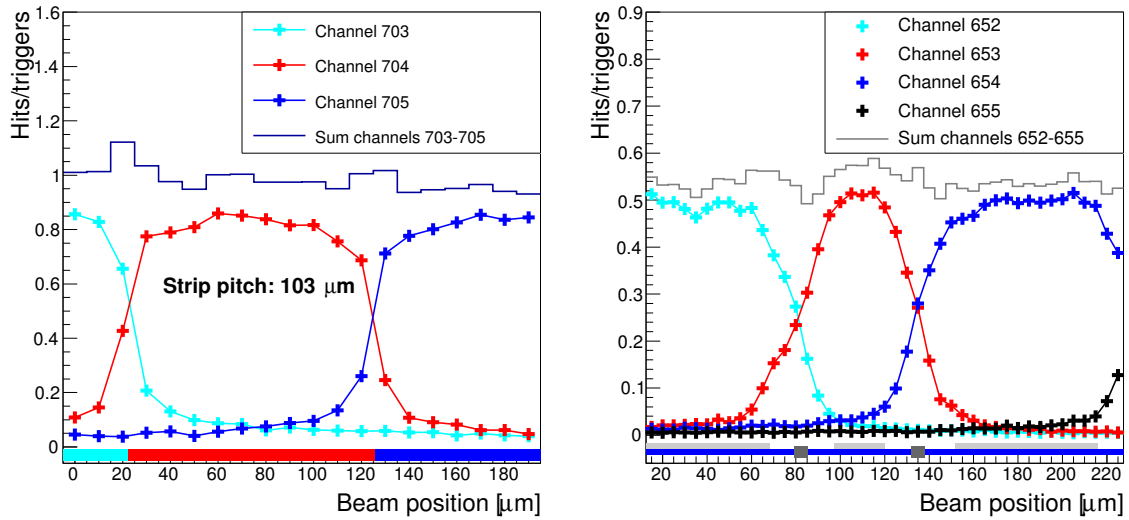 Hits/triggers
1.6
1.4
1.2
1
0.8
0.6
0.4
0.2
0
Channel 703
Channel 704
Channel 705
Sum channels 703-705
Strip pitch: 103 μm
0 20 40 60 80 100 120 140 160 180
Beam position [μm]
Hits/triggers
0.9
0.8
0.7
0.6
0.5
0.4
0.3
0.2
0.1
0
Channel 652
Channel 653
Channel 654
Channel 655
Sum channels 652-655
20 40 60 80 100 120 140 160 180 200 220
Beam position [μm]